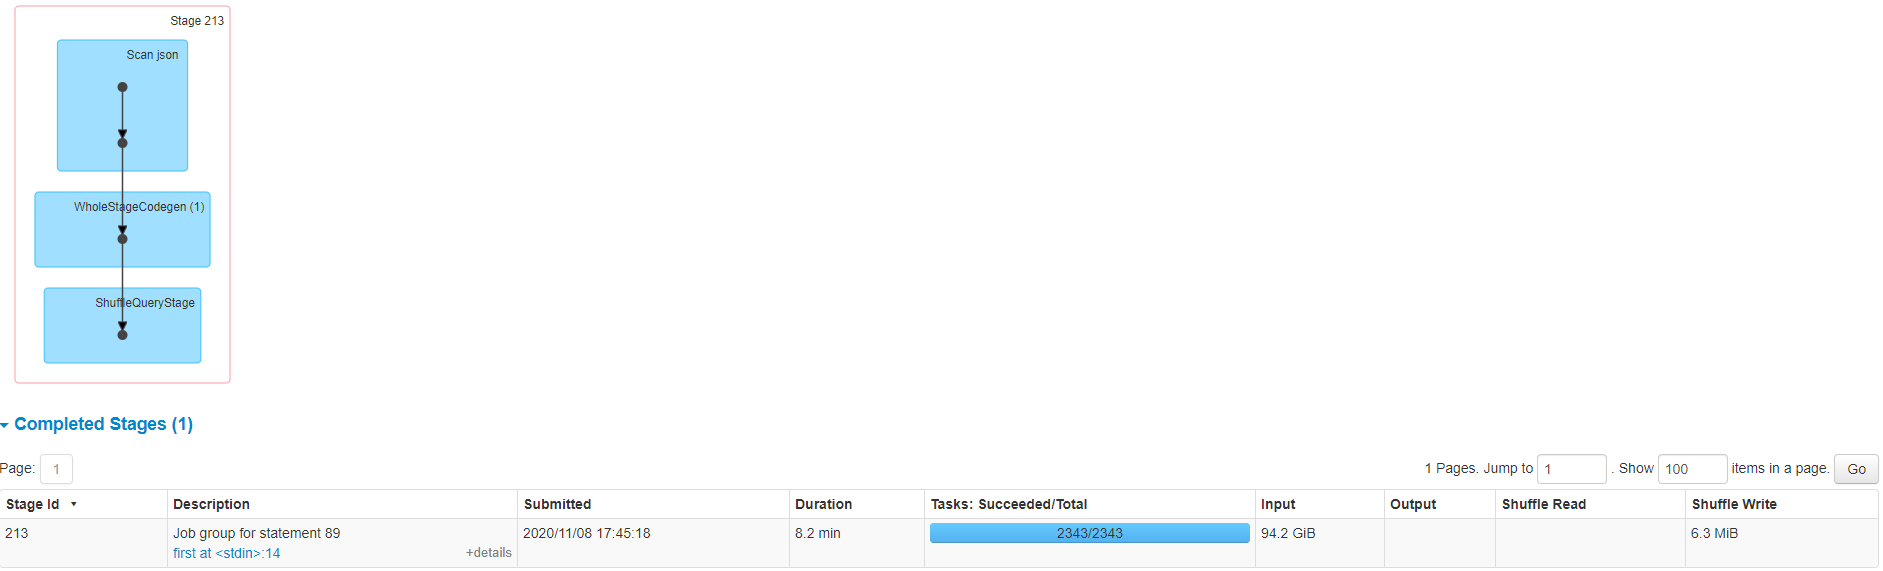 Stage 213
Scan json
WholeStageCodegen (1)
ShuffleQueryStage
Completed Stages (1)
Page: 1 1 Pages. Jump to 1 . Show 100 items in a page. Go
Stage Id Description Submitted Duration Tasks: Succeeded/Total Input Output Shuffle Read Shuffle Write
213 Job group for statement 89 2020/11/08 17:45:18 8.2 min 2343/2343 94.2 GiB 6.3 MiB
first at <stdin>:14 +details